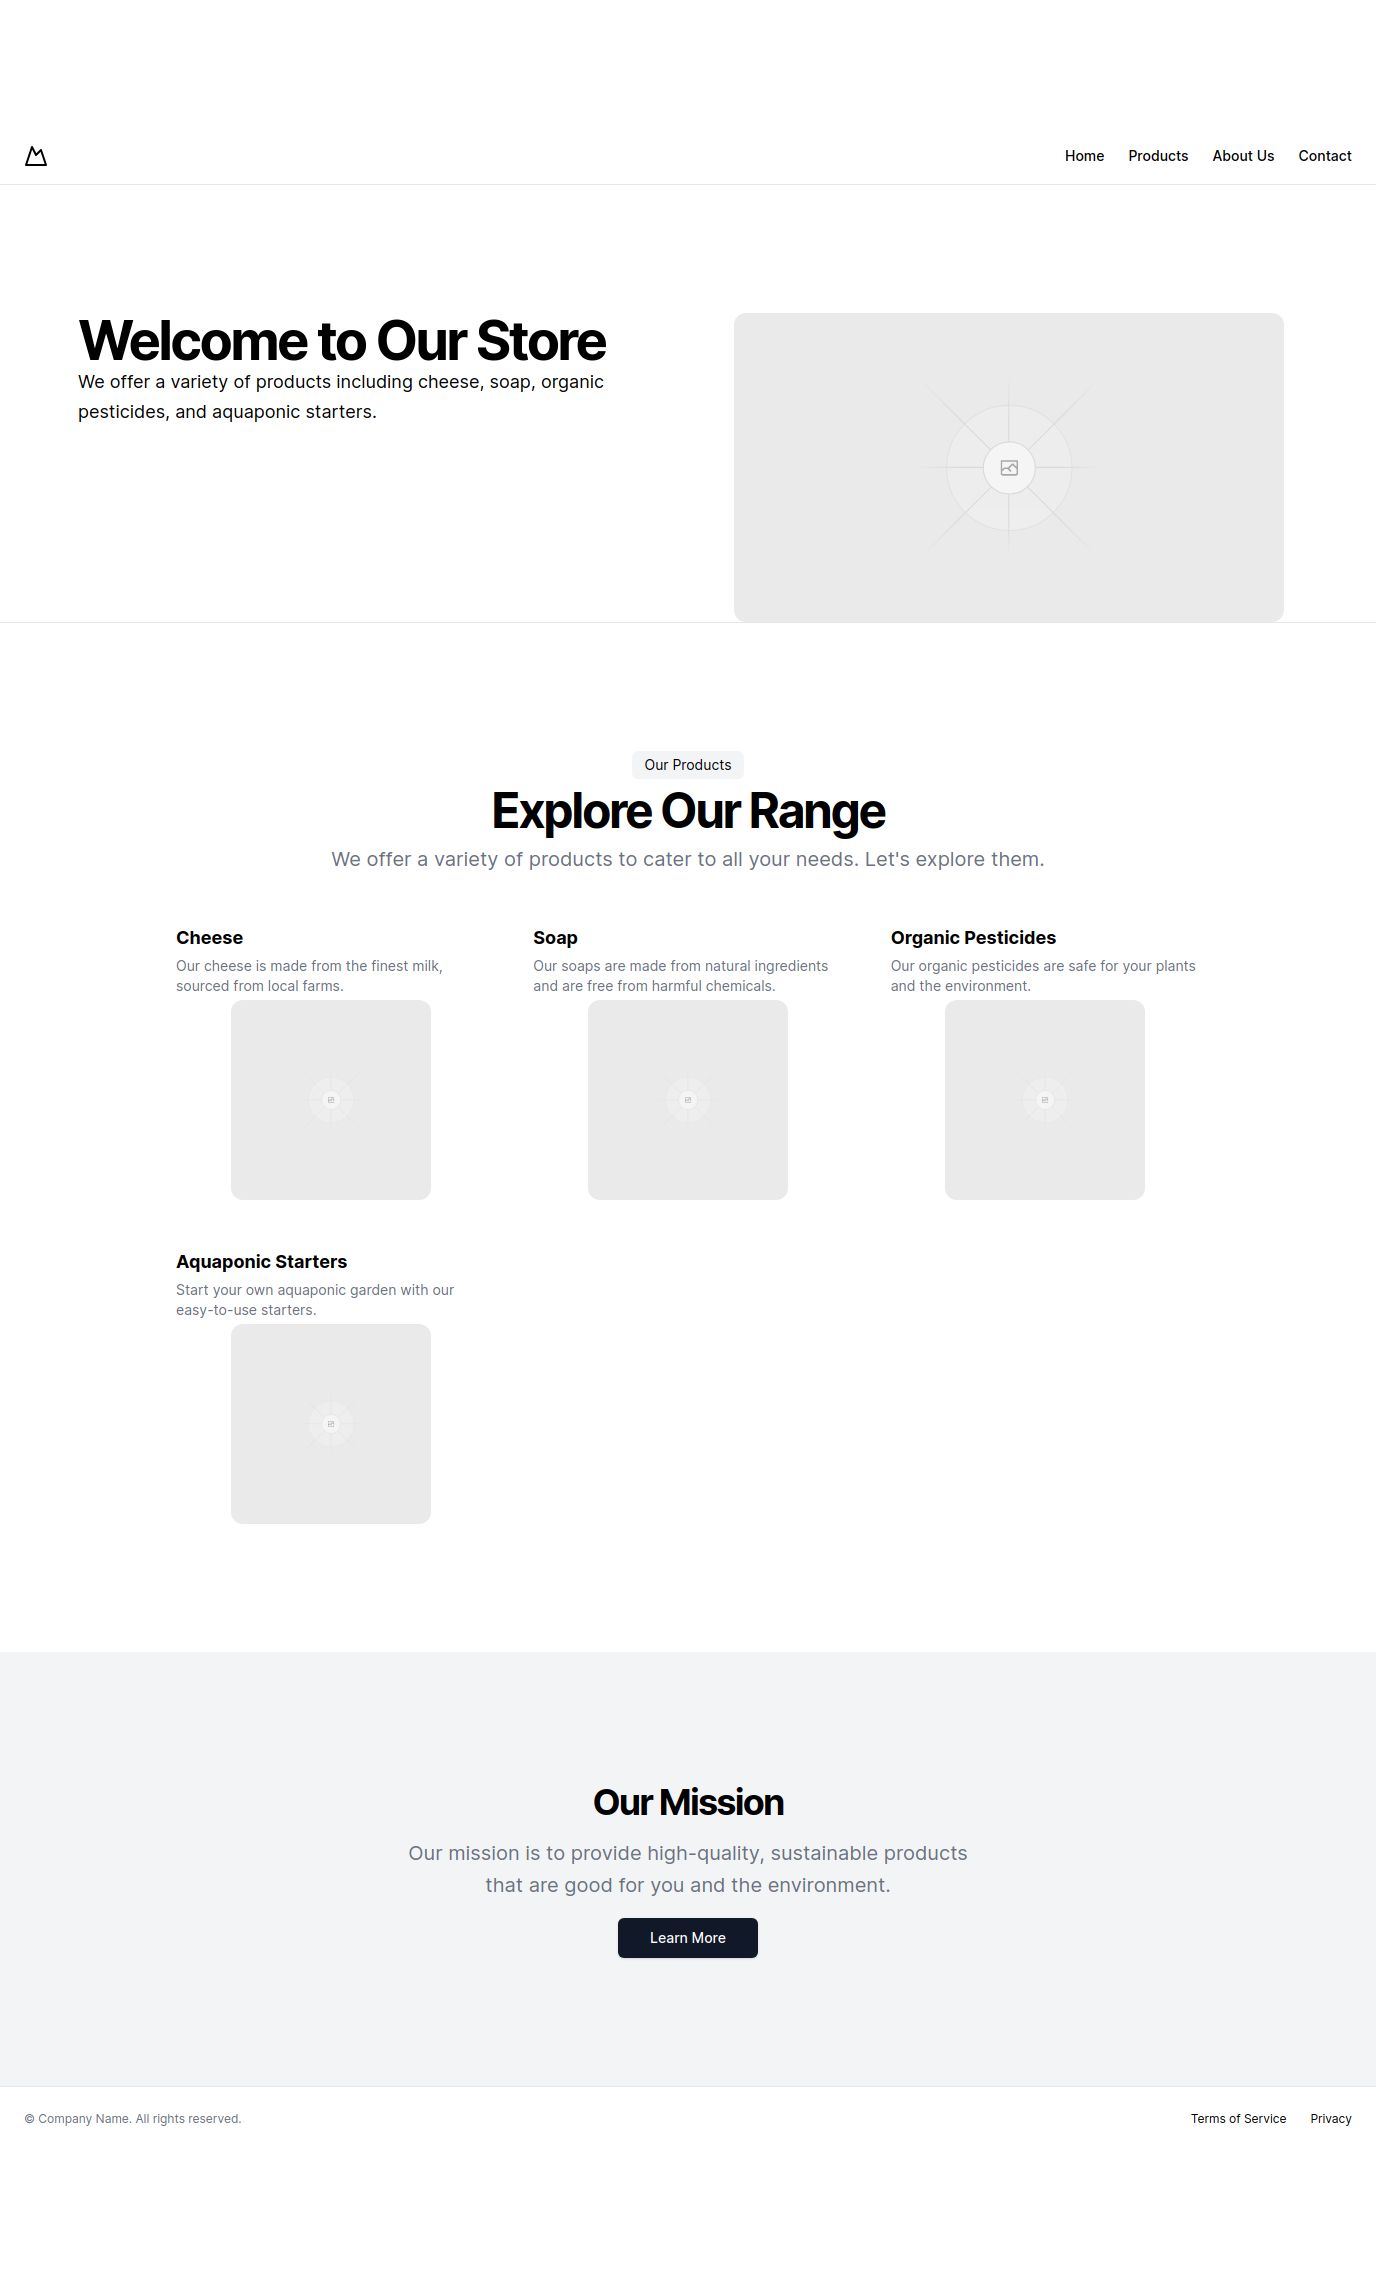 Home Products About Us Contact
Welcome to Our Store
We offer a variety of products including cheese, soap, organic
pesticides, and aquaponic starters.
Our Products
Explore Our Range
We offer a variety of products to cater to all your needs. Let's explore them.
Cheese
Our cheese is made from the finest milk,
sourced from local farms.
Soap
Our soaps are made from natural ingredients
and are free from harmful chemicals.
Organic Pesticides
Our organic pesticides are safe for your plants
and the environment.
Aquaponic Starters
Start your own aquaponic garden with our
easy-to-use starters.
Our Mission
Our mission is to provide high-quality, sustainable products
that are good for you and the environment.
Learn More
© Company Name. All rights reserved.
Terms of Service Privacy